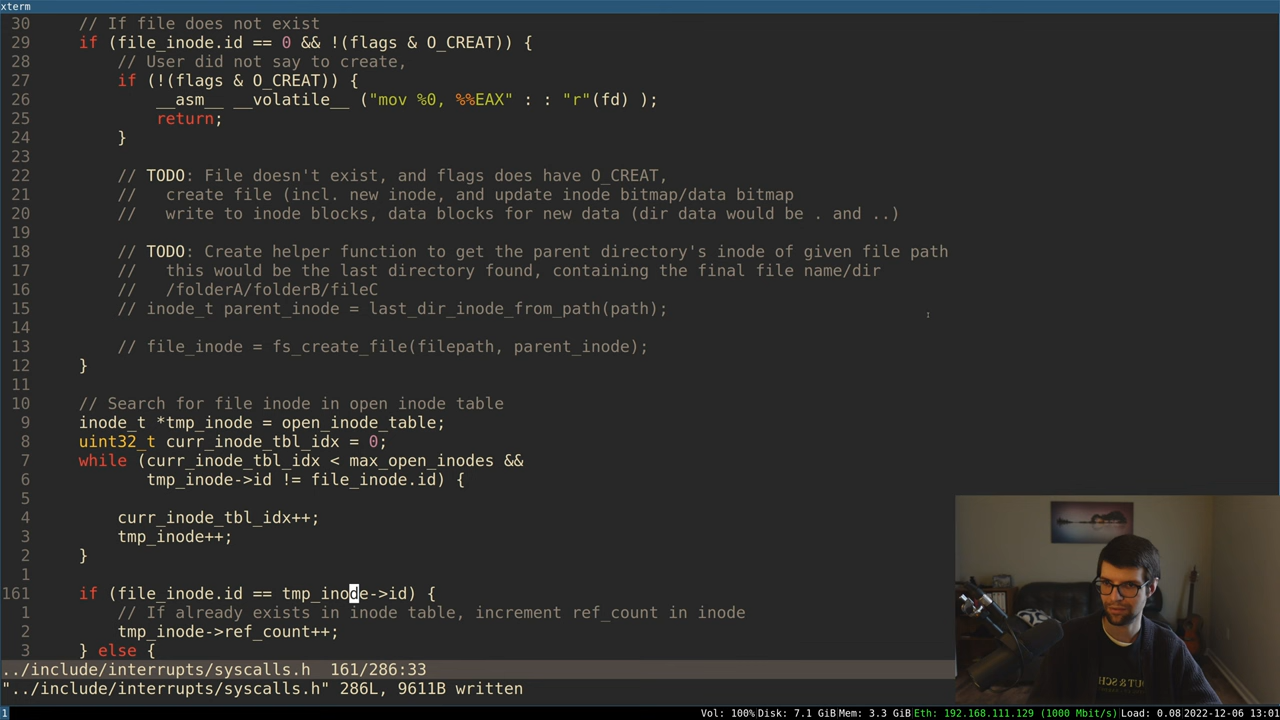 xterm
30     // If file does not exist
29     if (file_inode.id == 0 && !(flags & O_CREAT)) {
28         // User did not say to create,
27         if (!(flags & O_CREAT)) {
26             __asm__ __volatile__ ("mov %0, %%EAX" : : "r"(fd) );
25             return;
24         }
23
22         // TODO: File doesn't exist, and flags does have O_CREAT,
21         //   create file (incl. new inode, and update inode bitmap/data bitmap
20         //   write to inode blocks, data blocks for new data (dir data would be . and ..)
19
18         // TODO: Create helper function to get the parent directory's inode of given file path
17         //   this would be the last directory found, containing the final file name/dir
16         //   /folderA/folderB/fileC
15         // inode_t parent_inode = last_dir_inode_from_path(path);
14
13         // file_inode = fs_create_file(filepath, parent_inode);
12     }
11
10     // Search for file inode in open inode table
9     inode_t *tmp_inode = open_inode_table;
8     uint32_t curr_inode_tbl_idx = 0;
7     while (curr_inode_tbl_idx < max_open_inodes &&
6            tmp_inode->id != file_inode.id) {
5
4         curr_inode_tbl_idx++;
3         tmp_inode++;
2     }
1
161     if (file_inode.id == tmp_inode->id) {
1         // If already exists in inode table, increment ref_count in inode
2         tmp_inode->ref_count++;
3     } else {
../include/interrupts/syscalls.h  161/286:33
"../include/interrupts/syscalls.h" 286L, 9611B written
1 Vol: 100% Disk: 7.1 GiB Mem: 3.3 GiB Eth: 192.168.111.129 (1000 Mbit/s) Load: 0.08 2022-12-06 13:01